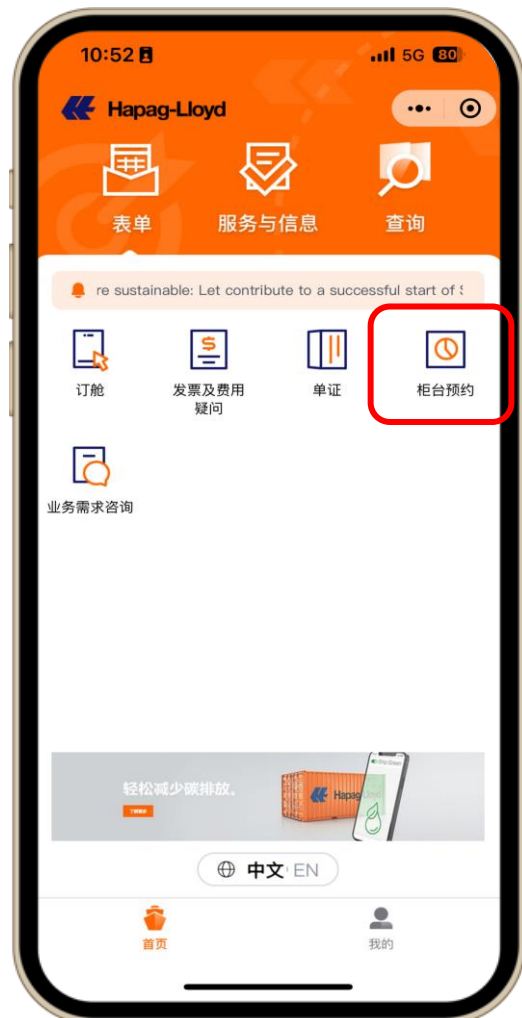 10:52
5G 80
Hapag-Lloyd
表单
服务与信息
查询
re sustainable: Let contribute to a successful start of
订舱
发票及费用
疑问
单证
柜台预约
业务需求咨询
轻松减少碳排放。
Hapag
中文 EN
首页
我的